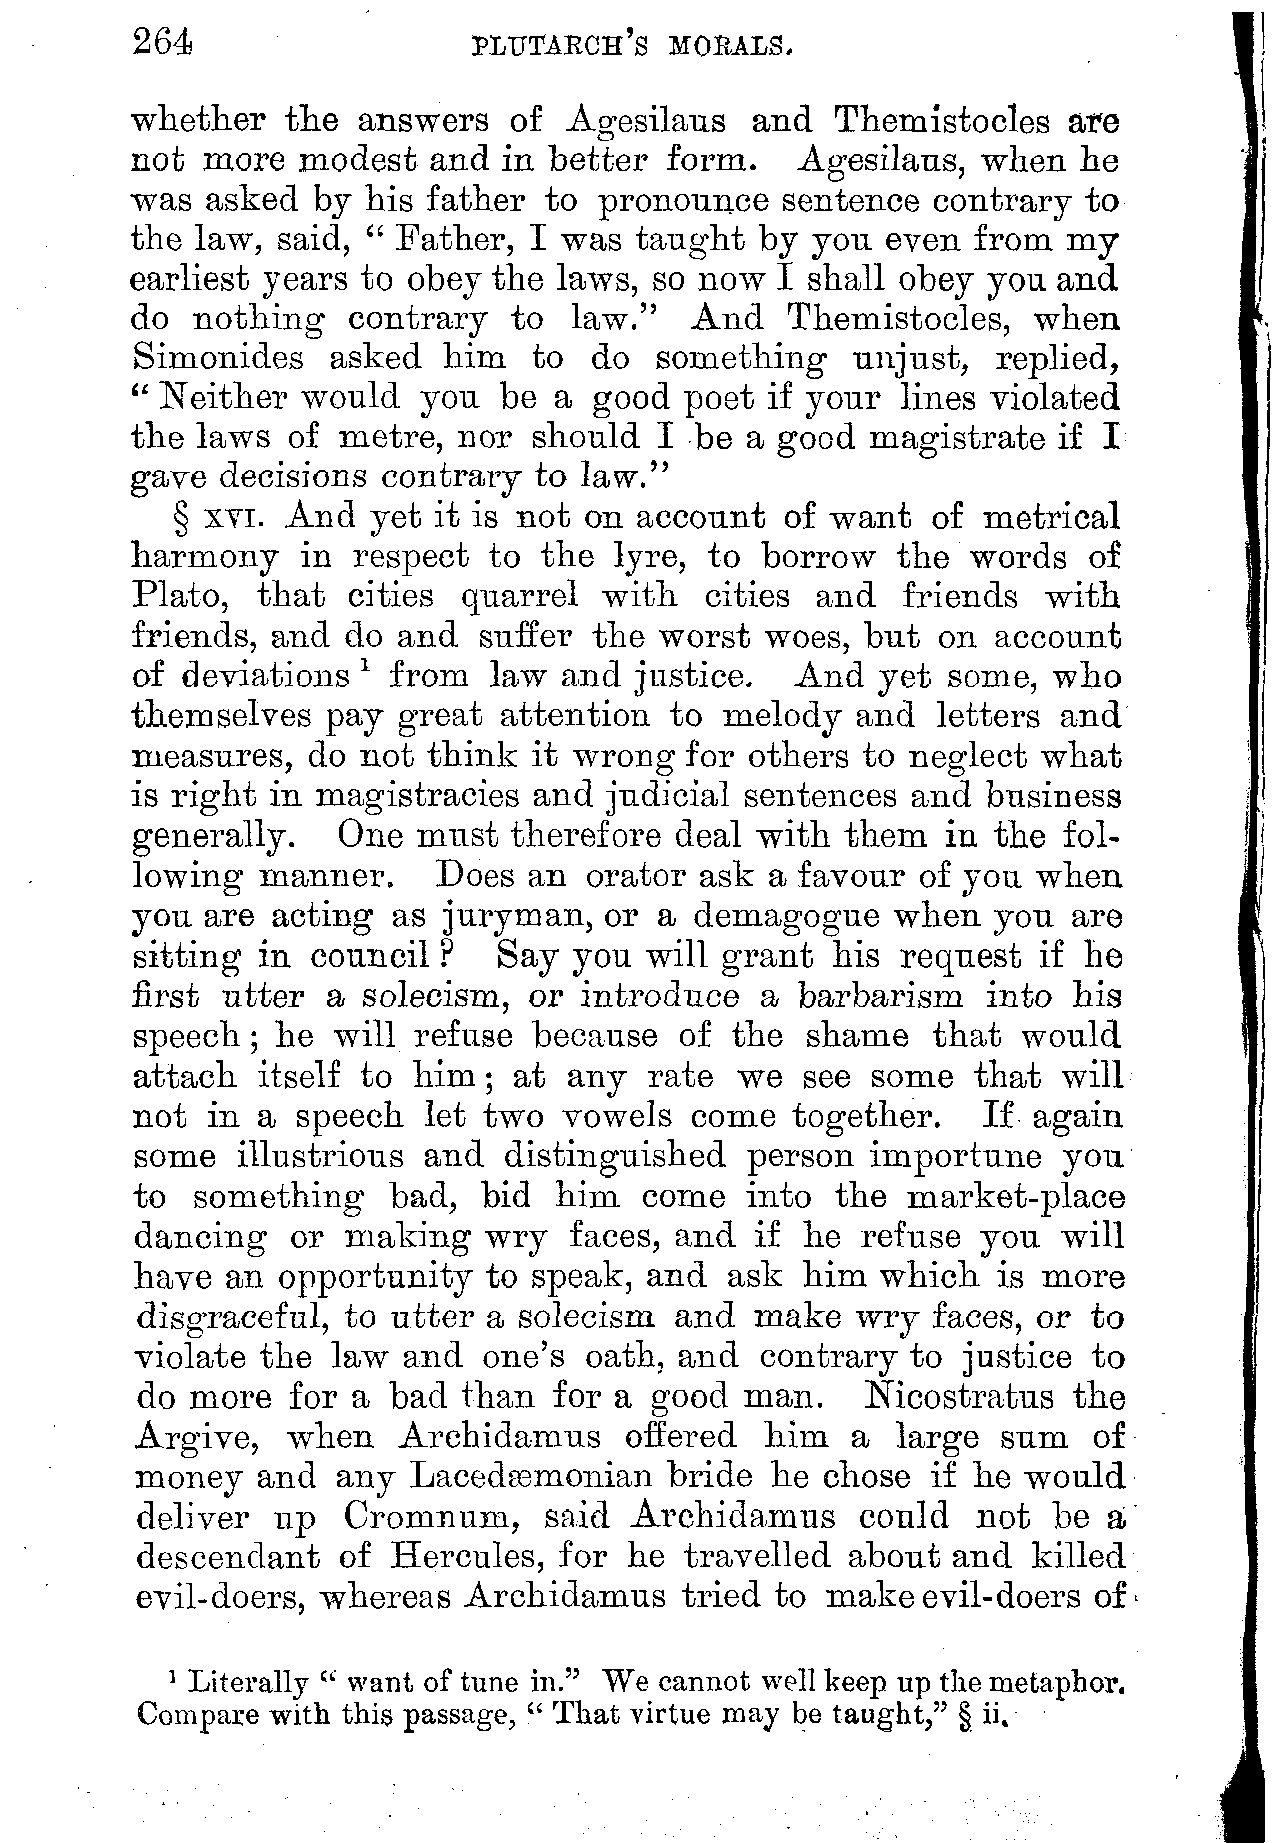 264 PLUTARCH'S MORALS.
whether the answers of Agesilaus and Themistocles are
not more modest and in better form. Agesilaus, when he
was asked by his father to pronounce sentence contrary to
the law, said, “ Father, I was taught by you even from my
earliest years to obey the laws, so now I shall obey you and
do nothing contrary to law.” And Themistocles, when
Simonides asked him to do something unjust, replied,
“ Neither would you be a good poet if your lines violated
the laws of metre, nor should I be a good magistrate if I
gave decisions contrary to law.”
§ XVI. And yet it is not on account of want of metrical
harmony in respect to the lyre, to borrow the words of
Plato, that cities quarrel with cities and friends with
friends, and do and suffer the worst woes, but on account
of deviations ¹ from law and justice. And yet some, who
themselves pay great attention to melody and letters and
measures, do not think it wrong for others to neglect what
is right in magistracies and judicial sentences and business
generally. One must therefore deal with them in the fol-
lowing manner. Does an orator ask a favour of you when
you are acting as juryman, or a demagogue when you are
sitting in council ? Say you will grant his request if he
first utter a solecism, or introduce a barbarism into his
speech ; he will refuse because of the shame that would
attach itself to him ; at any rate we see some that will
not in a speech let two vowels come together. If again
some illustrious and distinguished person importune you
to something bad, bid him come into the market-place
dancing or making wry faces, and if he refuse you will
have an opportunity to speak, and ask him which is more
disgraceful, to utter a solecism and make wry faces, or to
violate the law and one's oath, and contrary to justice to
do more for a bad than for a good man. Nicostratus the
Argive, when Archidamus offered him a large sum of
money and any Lacedæmonian bride he chose if he would
deliver up Cromnum, said Archidamus could not be a
descendant of Hercules, for he travelled about and killed
evil-doers, whereas Archidamus tried to make evil-doers of
¹ Literally “ want of tune in.” We cannot well keep up the metaphor.
Compare with this passage, “ That virtue may be taught,” § ii.